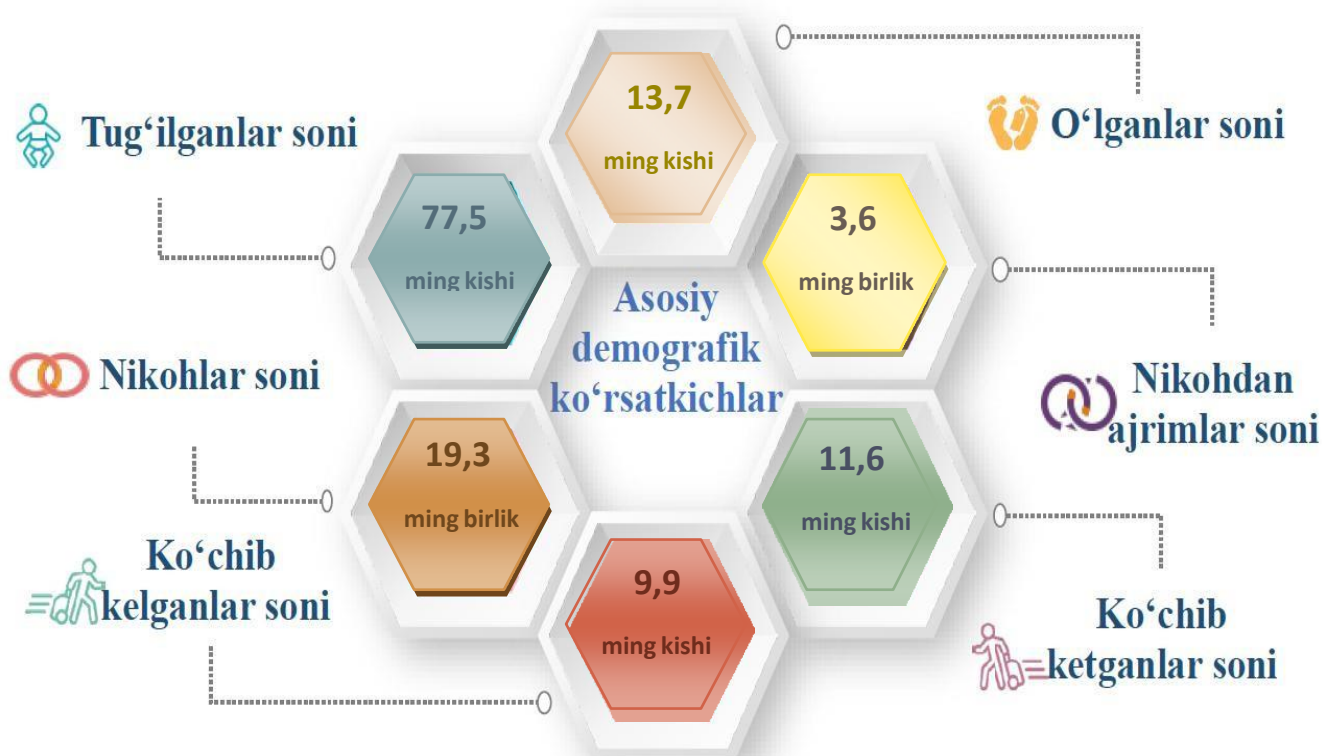 13,7
ming kishi
Tug‘ilganlar soni
O‘lganlar soni
77,5
ming kishi
3,6
ming birlik
Asosiy
demografik
ko‘rsatkichlar
Nikohlar soni
Nikohdan
ajrimlar soni
19,3
ming birlik
11,6
ming kishi
Ko‘chib
kelganlar soni
9,9
ming kishi
Ko‘chib
ketganlar soni